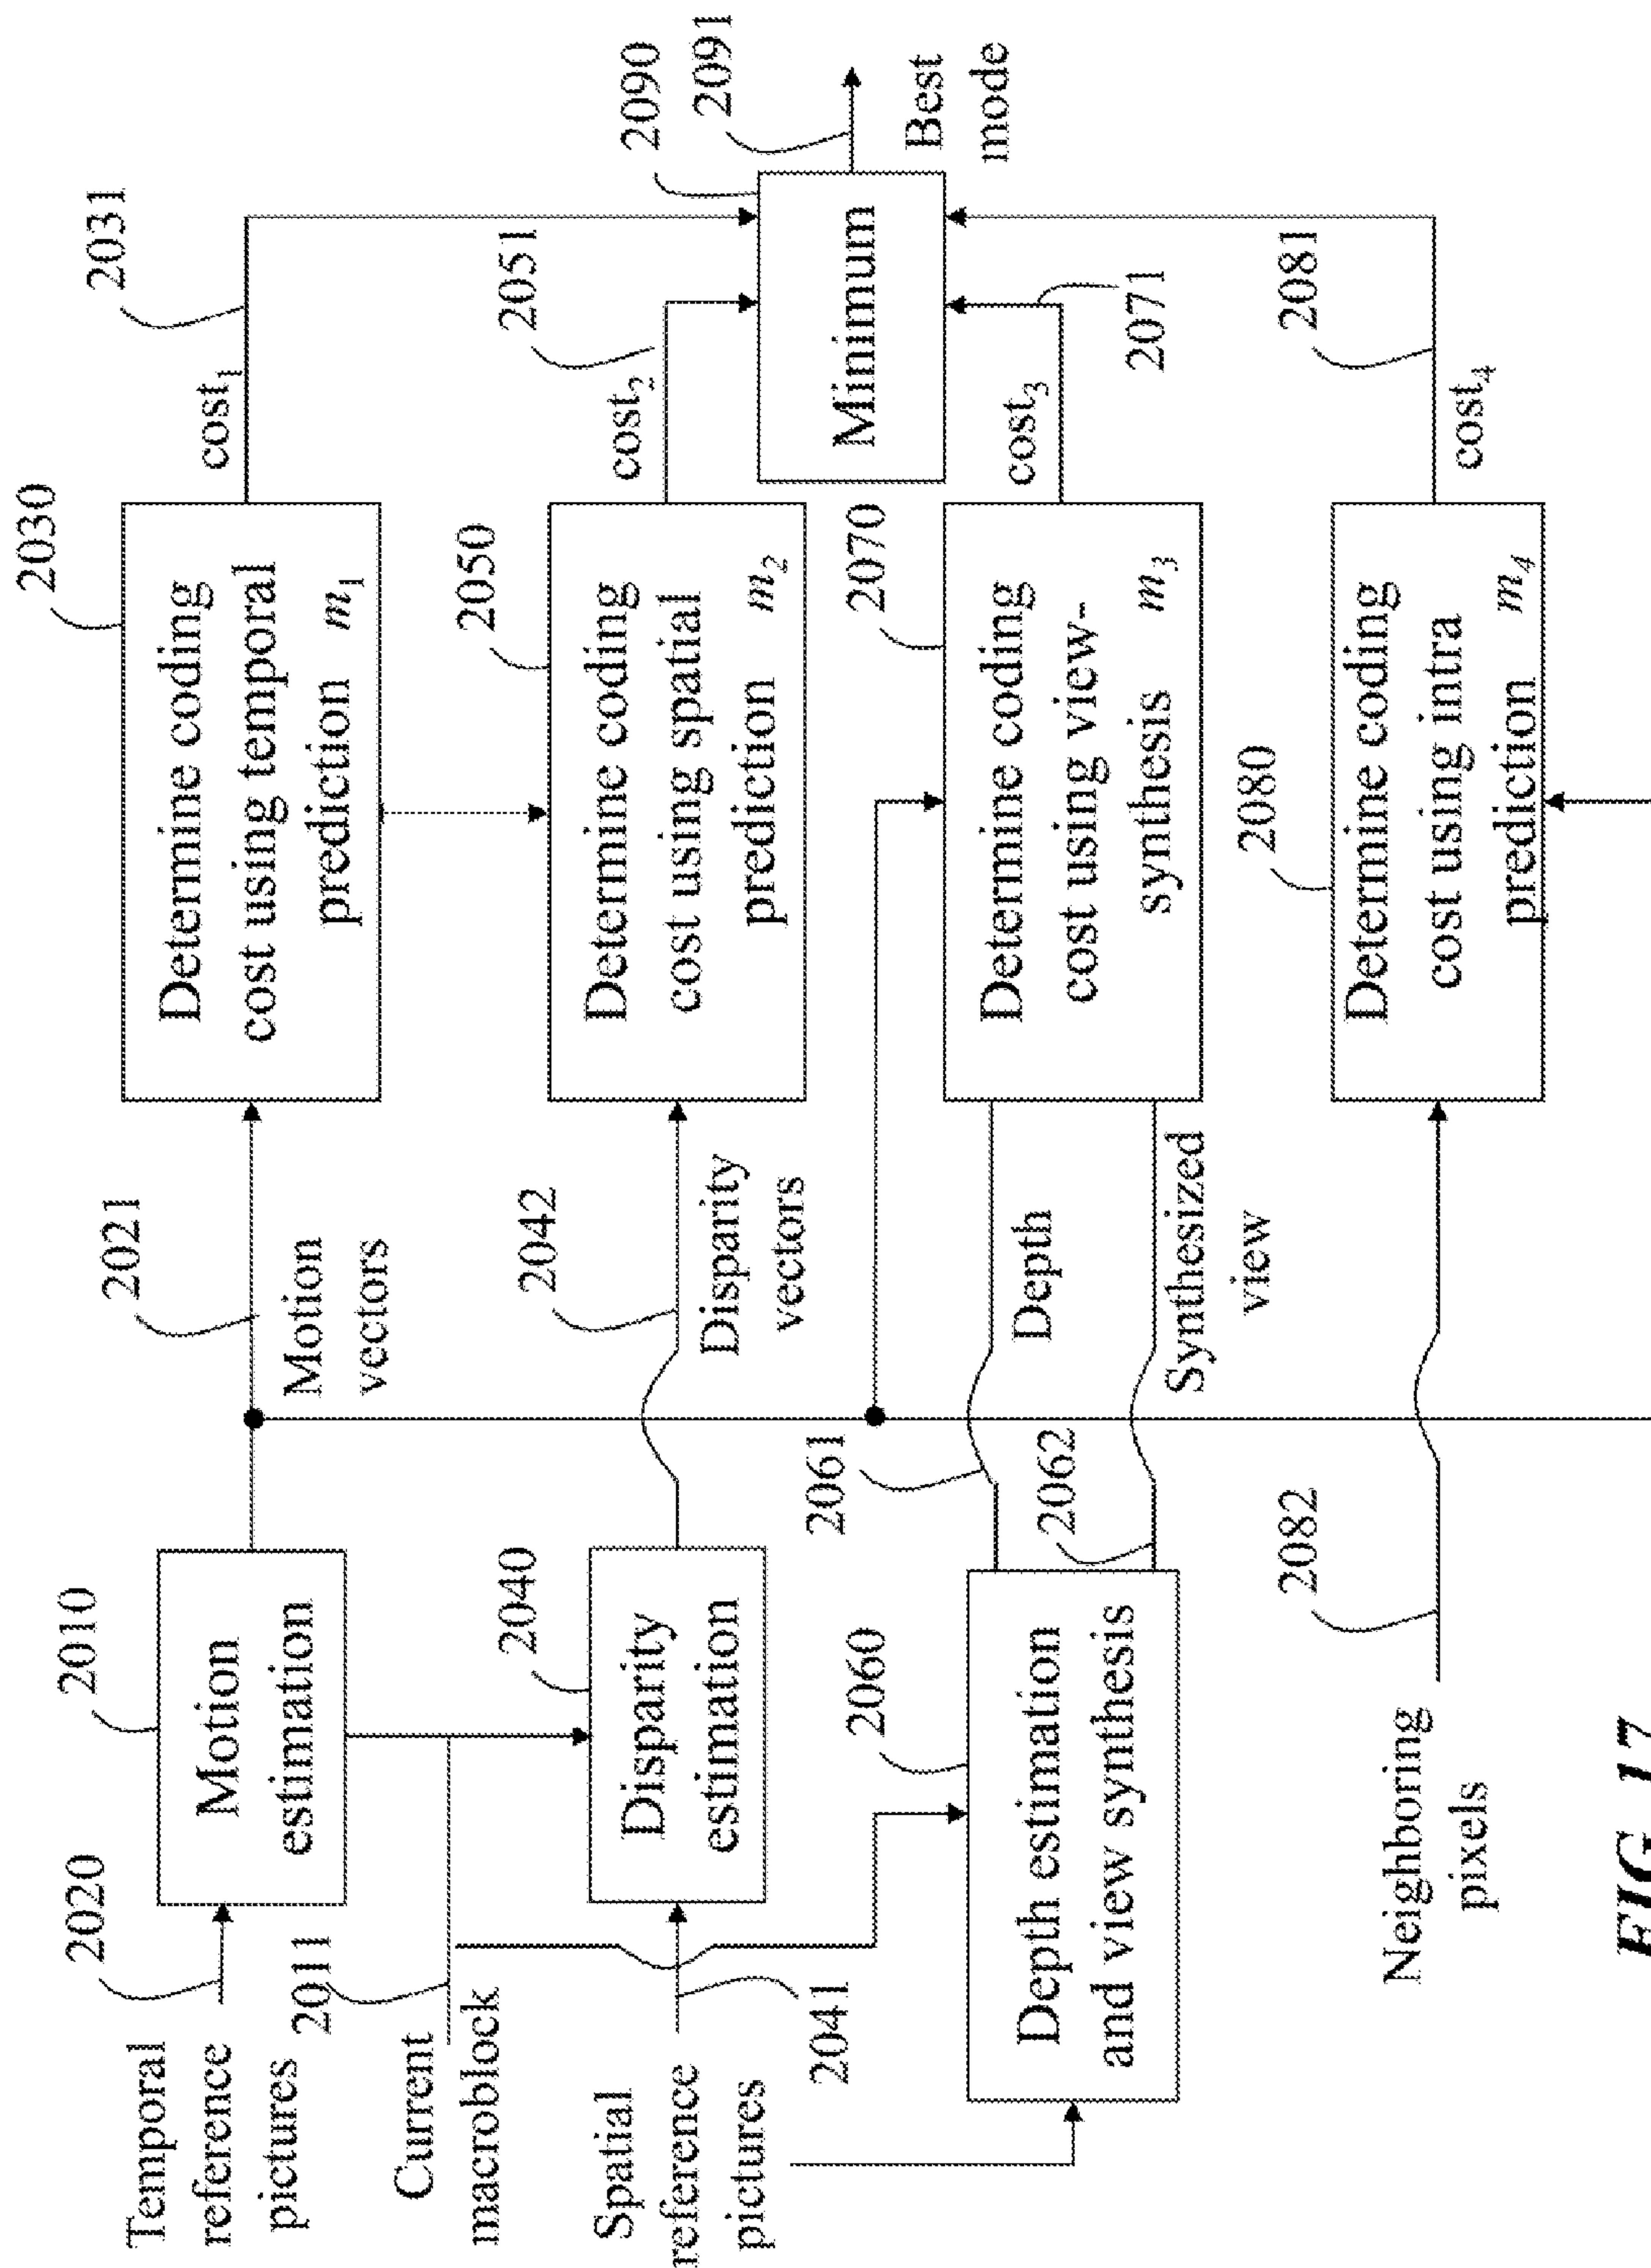 Temporal
reference
pictures
2020
Motion
estimation
2010
2021
Motion
vectors
Determine coding
cost using temporal
prediction m₁
2030
cost₁
2031
2011
Current
macroblock
Spatial
reference
pictures
2041
Disparity
estimation
2040
2042
Disparity
vectors
Determine coding
cost using spatial
prediction m₂
2050
cost₂
2051
Minimum
2090
2091
Best
mode
Depth estimation
and view synthesis
2060
2061
Depth
2062
Synthesized
view
Determine coding
cost using view-
synthesis m₃
2070
cost₃
2071
Neighboring
pixels
2082
Determine coding
cost using intra
prediction m₄
2080
cost₄
2081
FIG. 17